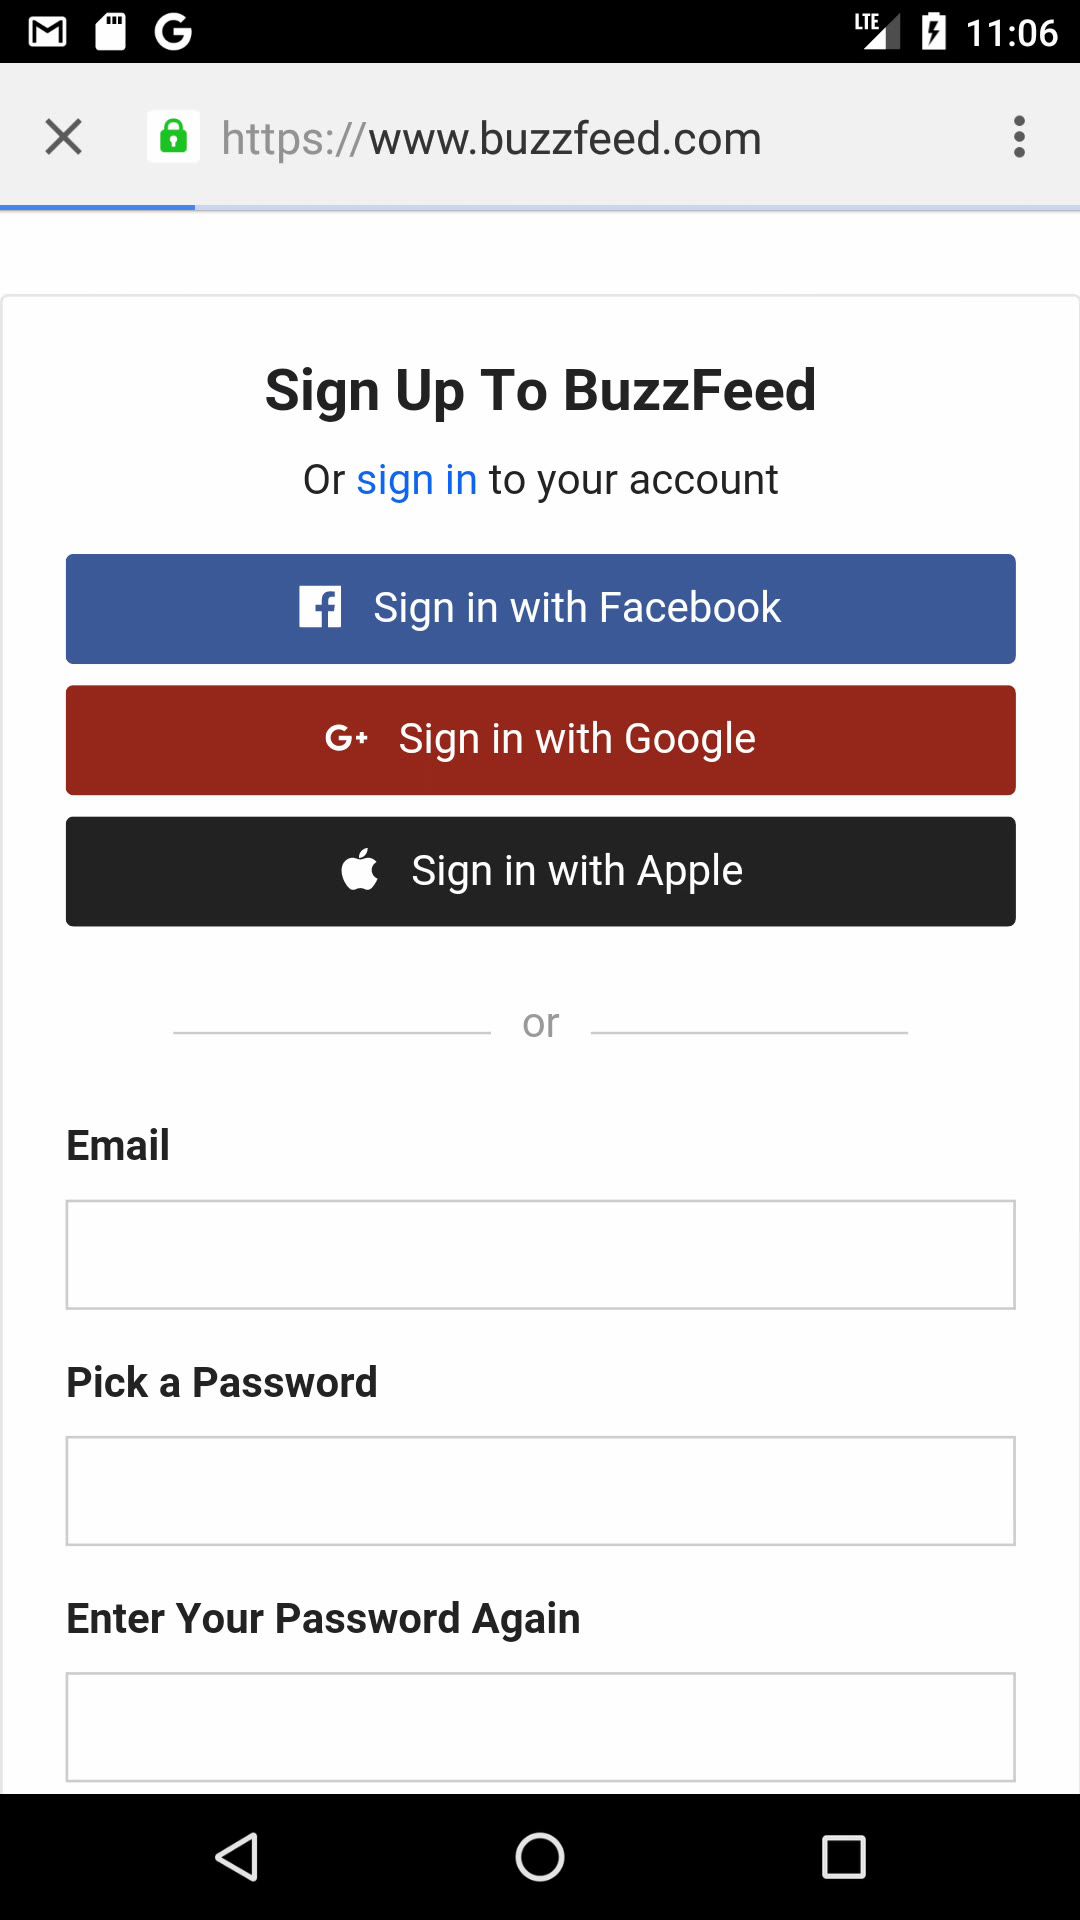 LTE 11:06
https://www.buzzfeed.com
Sign Up To BuzzFeed
Or sign in to your account
Sign in with Facebook
G+ Sign in with Google
Sign in with Apple
or
Email
Pick a Password
Enter Your Password Again